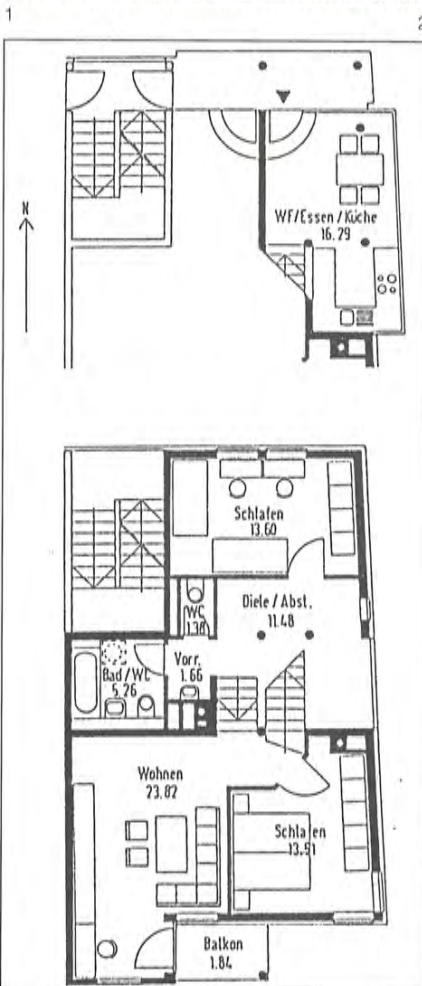 1
2
N
WF/Essen/Küche
16.29
Schlafen
13.60
WC
1.38
Diele / Abst.
11.48
Bad/WC
5.26
Vorr.
1.66
Wohnen
23.82
Schlafen
13.51
Balkon
1.84